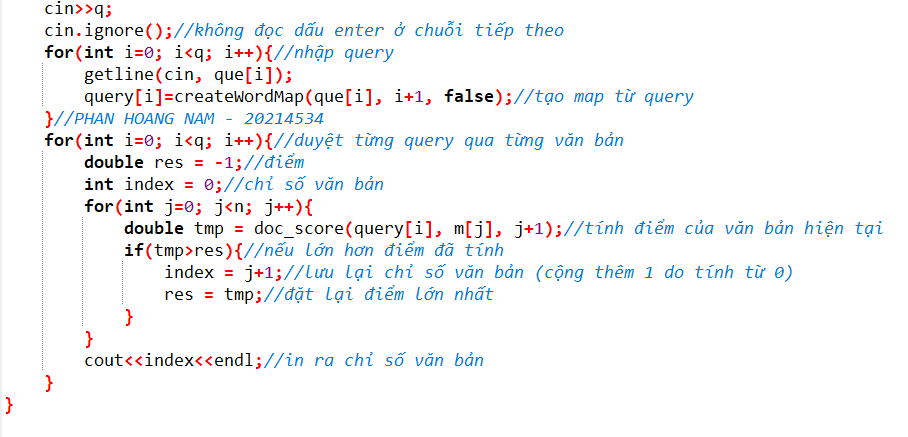 cin>>q;
cin.ignore();//không đọc dấu enter ở chuỗi tiếp theo
for(int i=0; i<q; i++){//nhập query
getline(cin, que[i]);
query[i]=createWordMap(que[i], i+1, false);//tạo map từ query
}//PHAN HOANG NAM - 20214534
for(int i=0; i<q; i++){//duyệt từng query qua từng văn bản
double res = -1;//điểm
int index = 0;//chỉ số văn bản
for(int j=0; j<n; j++){
double tmp = doc_score(query[i], m[j], j+1);//tính điểm của văn bản hiện tại
if(tmp>res){//nếu lớn hơn điểm đã tính
index = j+1;//lưu lại chỉ số văn bản (cộng thêm 1 do tính từ 0)
res = tmp;//đặt lại điểm lớn nhất
}
}
cout<<index<<endl;//in ra chỉ số văn bản
}
}